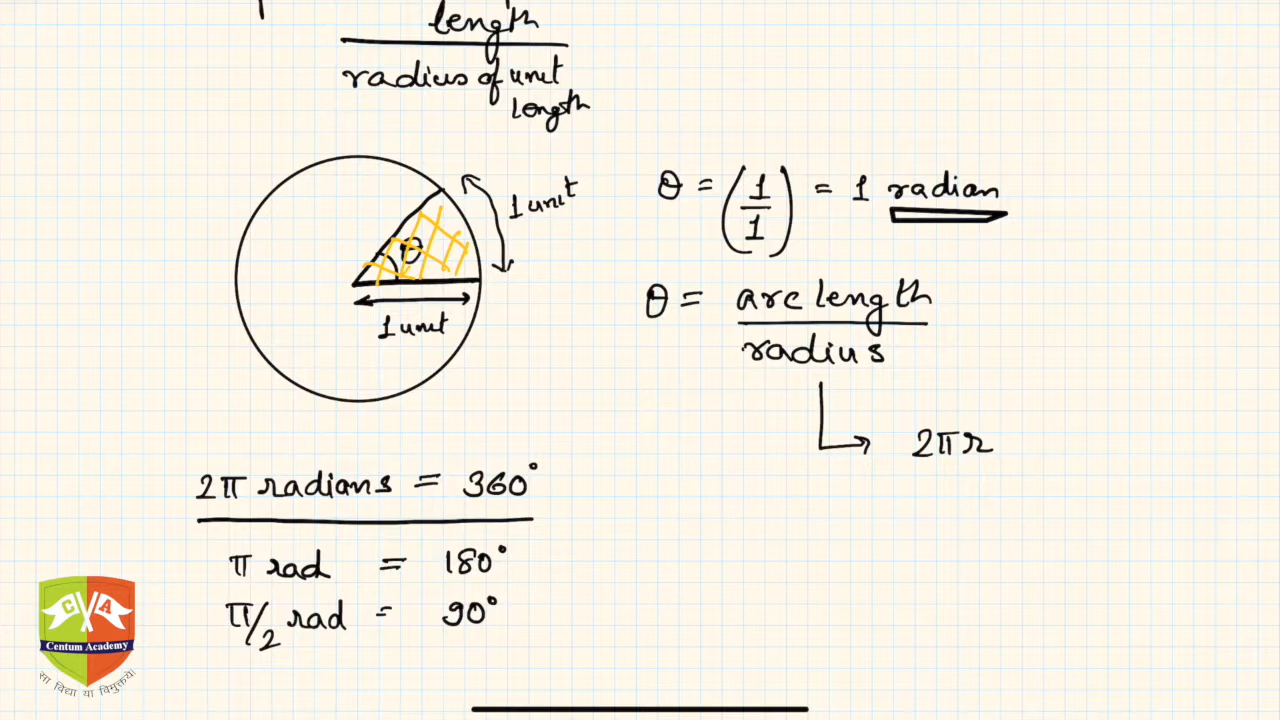 length
radius of unit
length
1 unit
θ
1 unit
θ = (1/1) = 1 radian
θ = arc length
radius
2πr
2π radians = 360°
π rad = 180°
π/2 rad = 90°
C A
Centum Academy
सा विद्या या विमुक्तये।